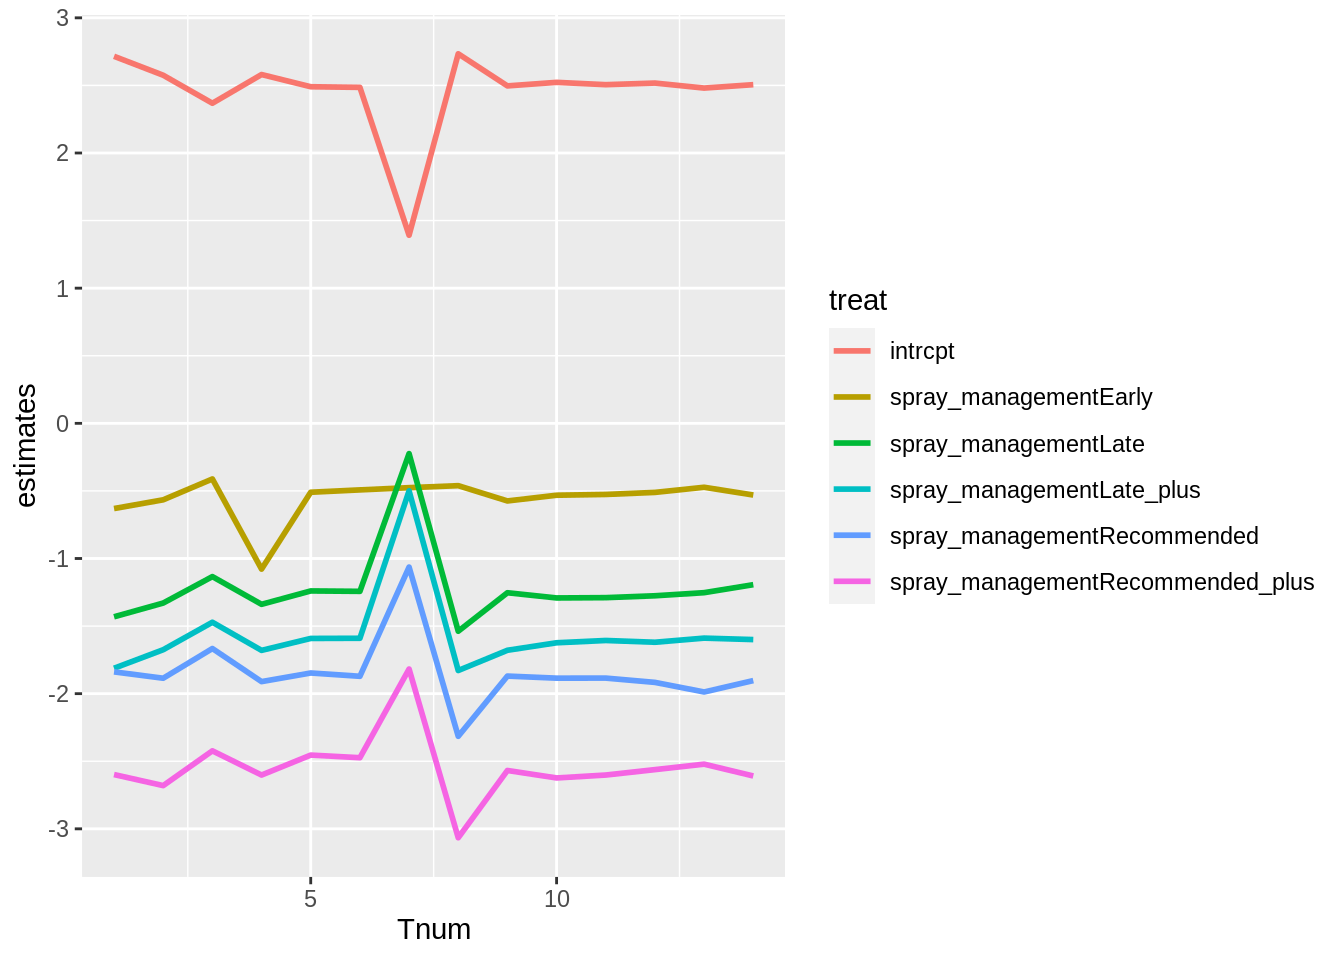 3
2
1
0
-1
-2
-3
estimates
5
10
Tnum
treat
intrcpt
spray_managementEarly
spray_managementLate
spray_managementLate_plus
spray_managementRecommended
spray_managementRecommended_plus